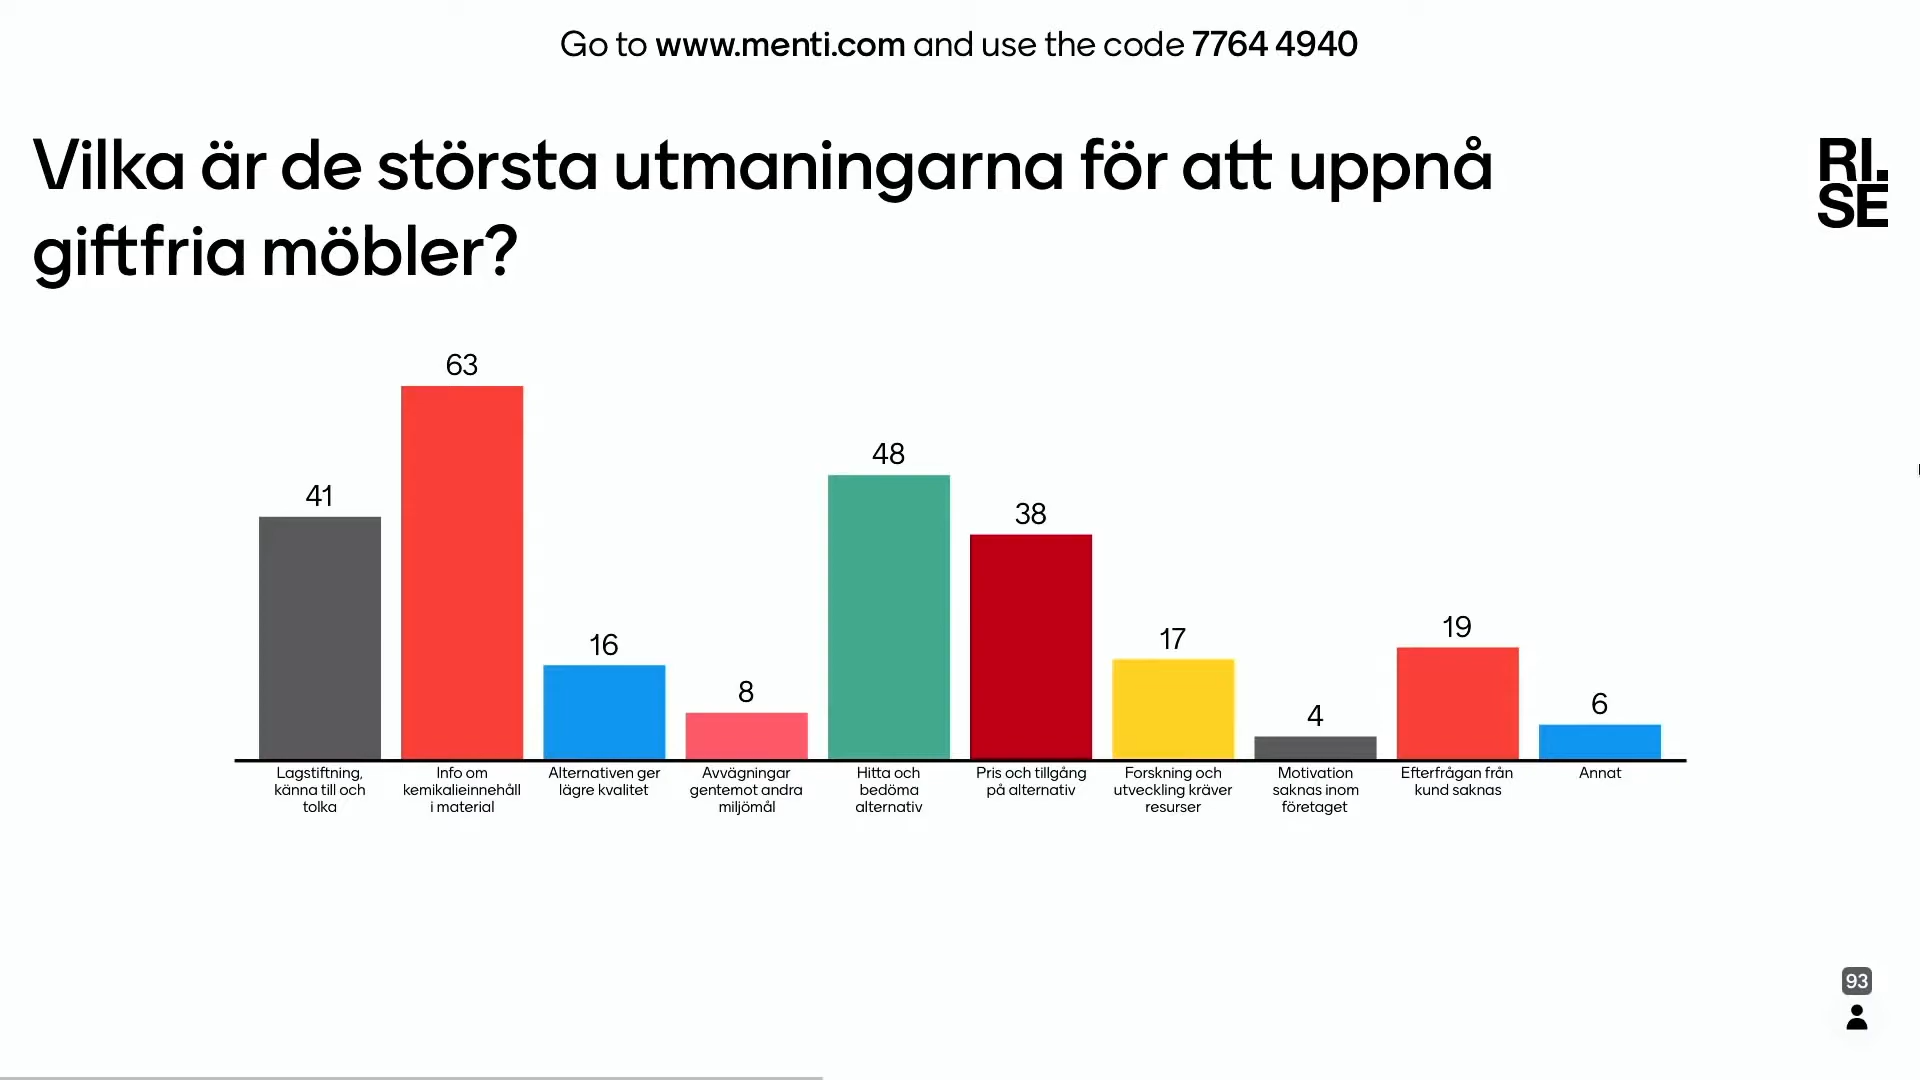 Go to www.menti.com and use the code 7764 4940
Vilka är de största utmaningarna för att uppnå
giftfria möbler?
RI.
SE
41
63
16
8
48
38
17
4
19
6
Lagstiftning,
känna till och
tolka
Info om
kemikalieinnehåll
i material
Alternativen ger
lägre kvalitet
Avvägningar
gentemot andra
miljömål
Hitta och
bedöma
alternativ
Pris och tillgång
på alternativ
Forskning och
utveckling kräver
resurser
Motivation
saknas inom
företaget
Efterfrågan från
kund saknas
Annat
93